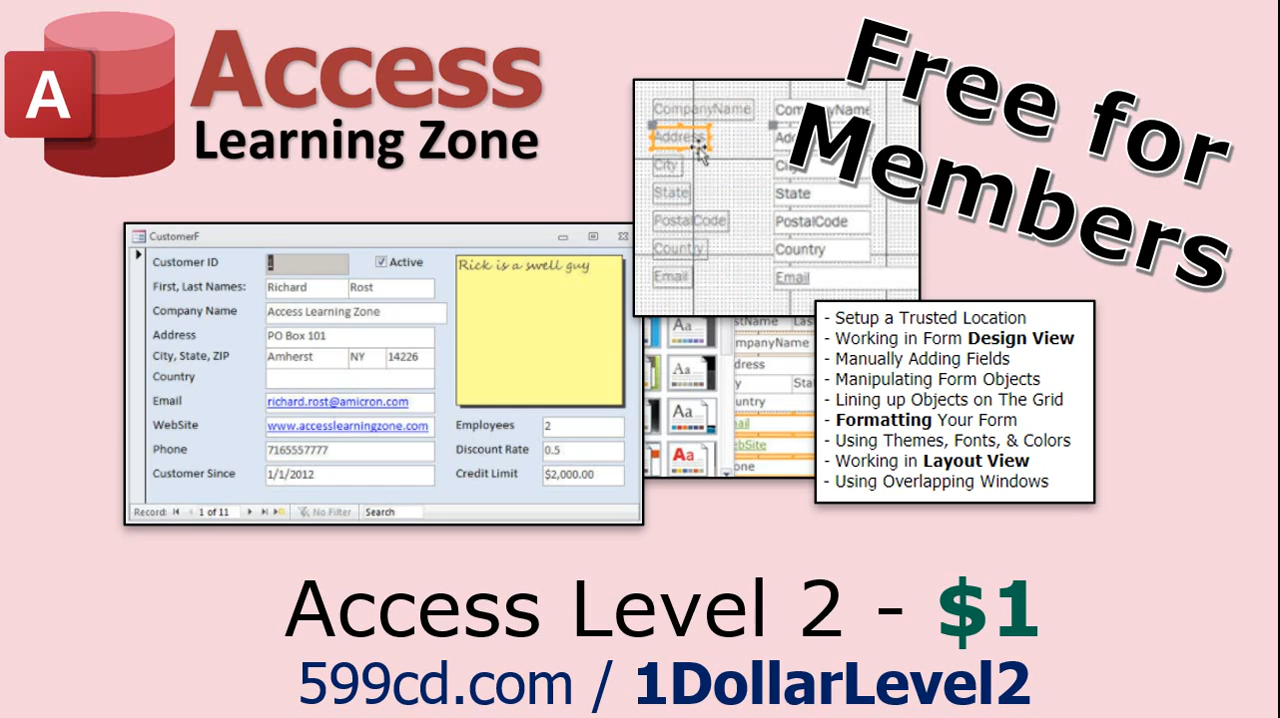 A
Access
Learning Zone
Free for
Members
CompanyName CompanyName
Address
City
State State
PostalCode PostalCode
Country Country
Email Email
CustomerF
Customer ID Active
First, Last Names: Richard Rost
Company Name Access Learning Zone
Address PO Box 101
City, State, ZIP Amherst NY 14226
Country
Email richard.rost@amicron.com
WebSite www.accesslearningzone.com
Phone 7165557777
Customer Since 1/1/2012
Rick is a swell guy
Employees 2
Discount Rate 0.5
Credit Limit $2,000.00
Record: 1 of 11 No Filter Search
Aa
Aa
Aa
Aa
- Setup a Trusted Location
- Working in Form Design View
- Manually Adding Fields
- Manipulating Form Objects
- Lining up Objects on The Grid
- Formatting Your Form
- Using Themes, Fonts, & Colors
- Working in Layout View
- Using Overlapping Windows
Access Level 2 - $1
599cd.com / 1DollarLevel2